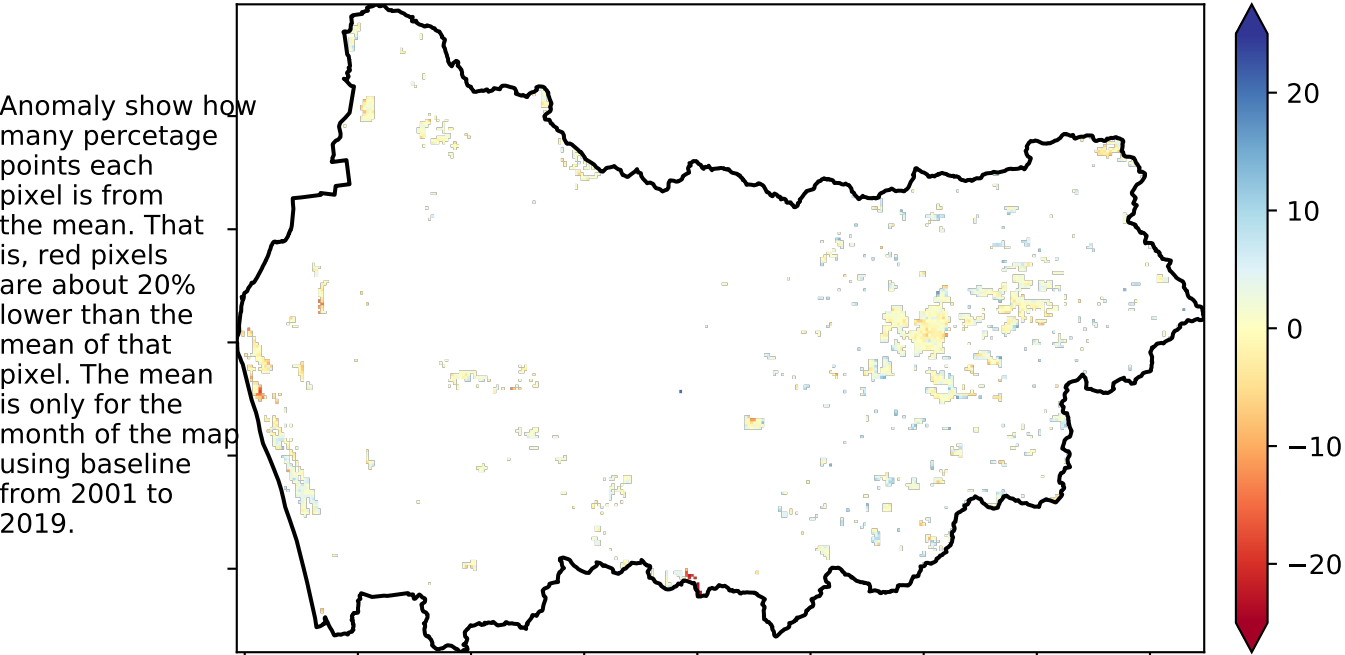 Anomaly show how
many percetage
points each
pixel is from
the mean. That
is, red pixels
are about 20%
lower than the
mean of that
pixel. The mean
is only for the
month of the map
using baseline
from 2001 to
2019.
20
10
0
−10
−20